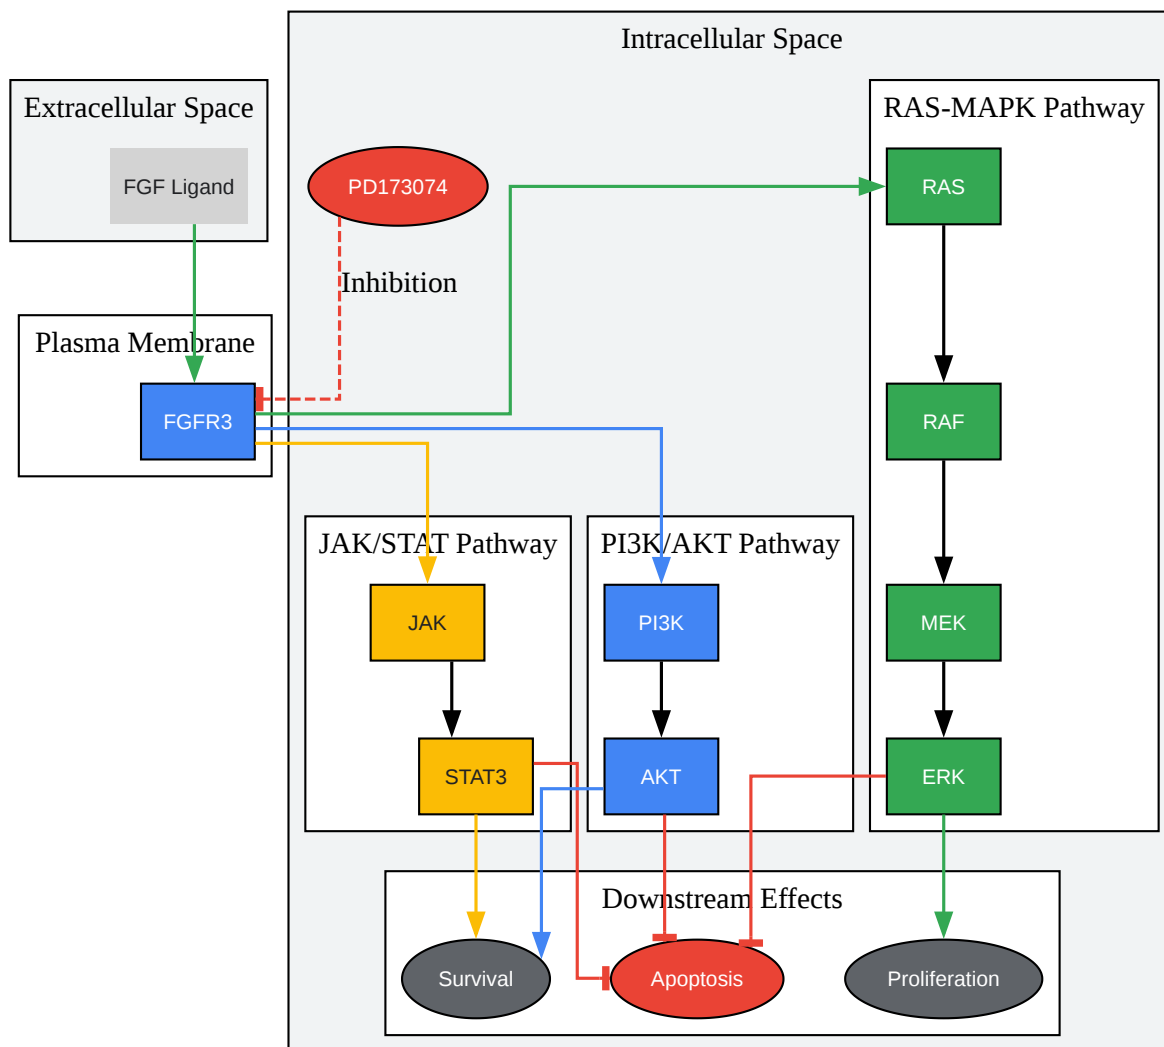 Intracellular Space
Extracellular Space
RAS-MAPK Pathway
FGF Ligand
PD173074
RAS
Inhibition
Plasma Membrane
FGFR3
RAF
JAK/STAT Pathway
PI3K/AKT Pathway
JAK
PI3K
MEK
STAT3
AKT
ERK
Downstream Effects
Survival
Apoptosis
Proliferation